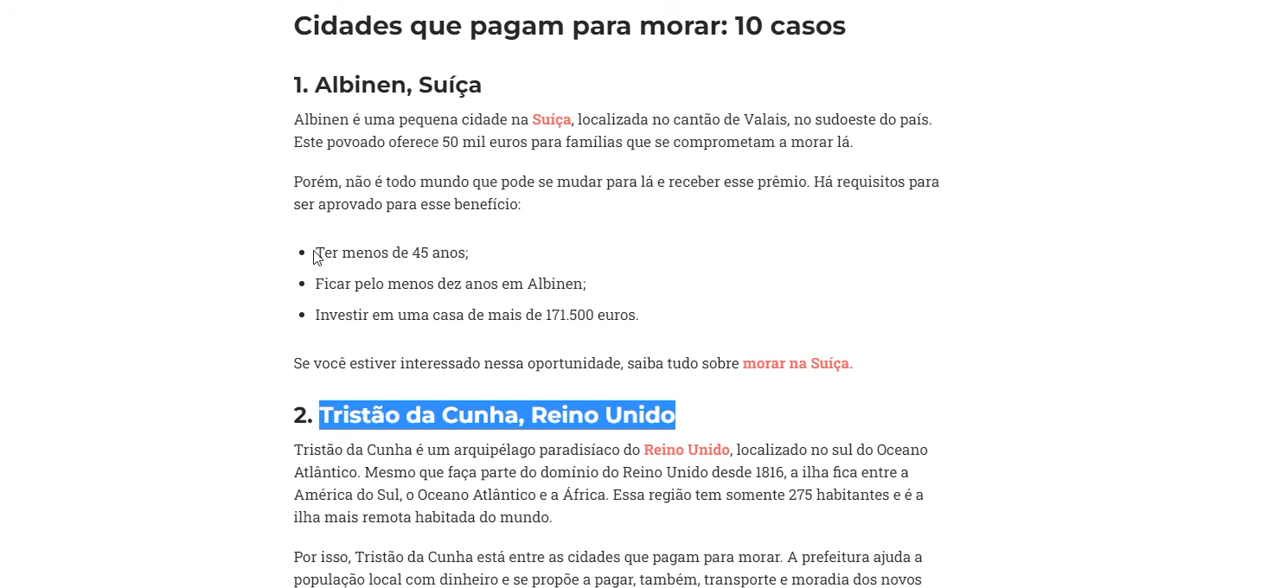 Cidades que pagam para morar: 10 casos
1. Albinen, Suíça
Albinen é uma pequena cidade na Suíça, localizada no cantão de Valais, no sudoeste do país.
Este povoado oferece 50 mil euros para famílias que se comprometam a morar lá.
Porém, não é todo mundo que pode se mudar para lá e receber esse prêmio. Há requisitos para
ser aprovado para esse benefício:
• Ter menos de 45 anos;
• Ficar pelo menos dez anos em Albinen;
• Investir em uma casa de mais de 171.500 euros.
Se você estiver interessado nessa oportunidade, saiba tudo sobre morar na Suíça.
2. Tristão da Cunha, Reino Unido
Tristão da Cunha é um arquipélago paradisíaco do Reino Unido, localizado no sul do Oceano
Atlântico. Mesmo que faça parte do domínio do Reino Unido desde 1816, a ilha fica entre a
América do Sul, o Oceano Atlântico e a África. Essa região tem somente 275 habitantes e é a
ilha mais remota habitada do mundo.
Por isso, Tristão da Cunha está entre as cidades que pagam para morar. A prefeitura ajuda a
população local com dinheiro e se propõe a pagar, também, transporte e moradia dos novos